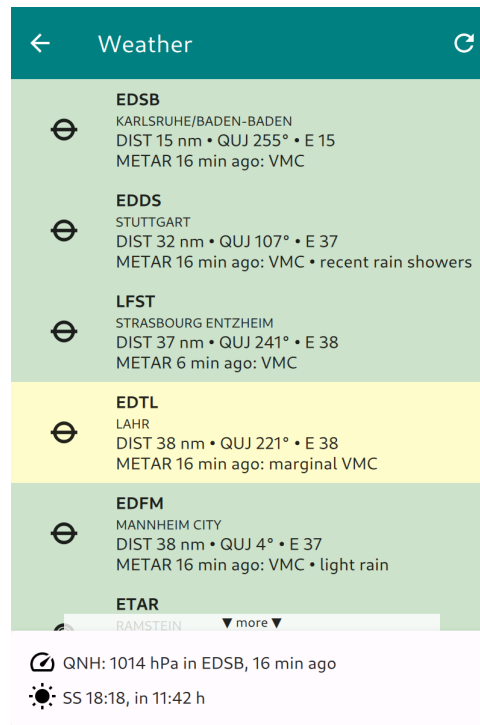 Weather
EDSB
KARLSRUHE/BADEN-BADEN
DIST 15 nm • QUJ 255° • E 15
METAR 16 min ago: VMC
EDDS
STUTTGART
DIST 32 nm • QUJ 107° • E 37
METAR 16 min ago: VMC • recent rain showers
LFST
STRASBOURG ENTZHEIM
DIST 37 nm • QUJ 241° • E 38
METAR 6 min ago: VMC
EDTL
LAHR
DIST 38 nm • QUJ 221° • E 38
METAR 16 min ago: marginal VMC
EDFM
MANNHEIM CITY
DIST 38 nm • QUJ 4° • E 37
METAR 16 min ago: VMC • light rain
ETAR
RAMSTEIN
▼ more ▼
QNH: 1014 hPa in EDSB, 16 min ago
SS 18:18, in 11:42 h